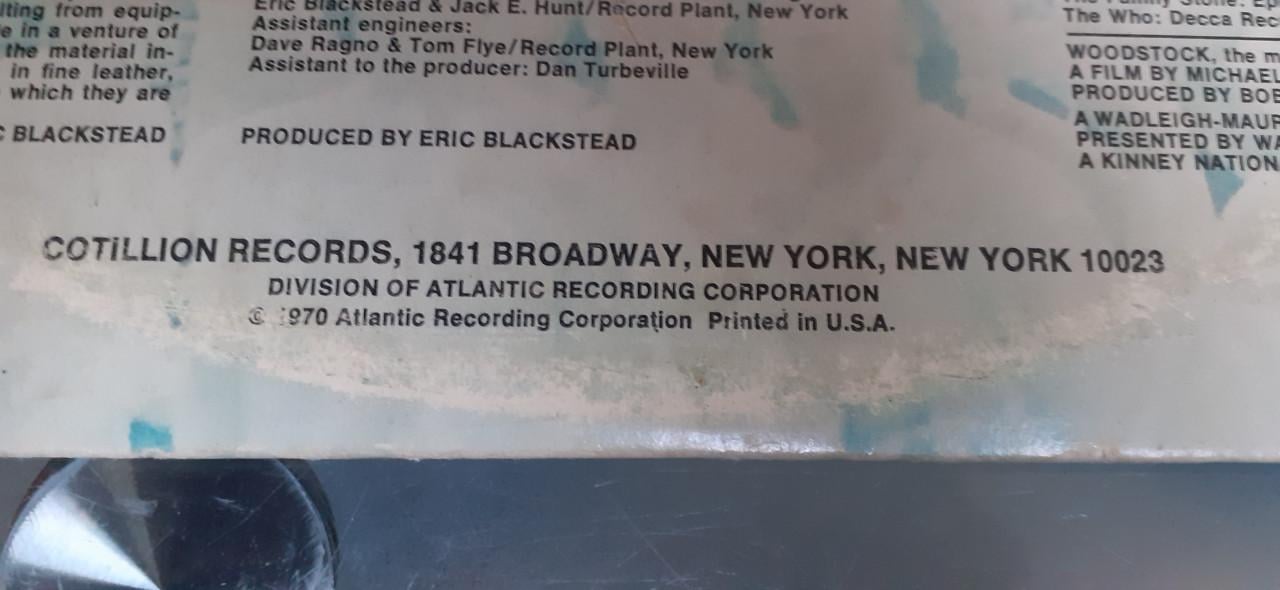 lting from equip-
e in a venture of
the material in-
in fine leather,
which they are
BLACKSTEAD
Eric Blackstead & Jack E. Hunt/Record Plant, New York
Assistant engineers:
Dave Ragno & Tom Flye/Record Plant, New York
Assistant to the producer: Dan Turbeville
PRODUCED BY ERIC BLACKSTEAD
The Who: Decca Rec
WOODSTOCK, the m
A FILM BY MICHAEL
PRODUCED BY BOB
A WADLEIGH-MAUR
PRESENTED BY WA
A KINNEY NATION
COTILLION RECORDS, 1841 BROADWAY, NEW YORK, NEW YORK 10023
DIVISION OF ATLANTIC RECORDING CORPORATION
© 1970 Atlantic Recording Corporation Printed in U.S.A.